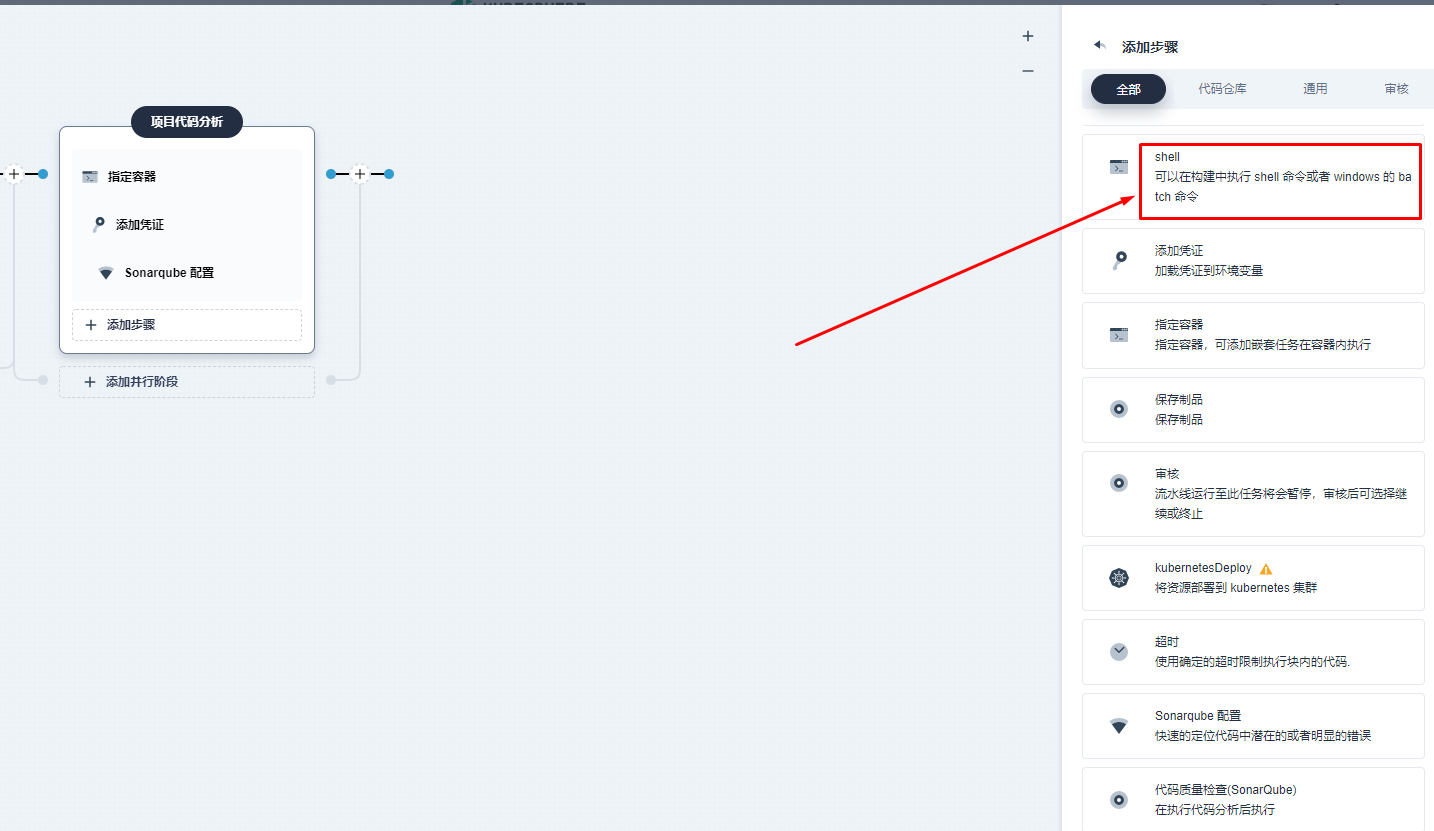 项目代码分析
指定容器
添加凭证
Sonarqube 配置
添加步骤
添加并行阶段
添加步骤
全部
代码仓库
通用
审核
shell
可以在构建中执行 shell 命令或者 windows 的 ba
tch 命令
添加凭证
加载凭证到环境变量
指定容器
指定容器，可添加嵌套任务在容器内执行
保存制品
保存制品
审核
流水线运行至此任务将会暂停，审核后可选择继
续或终止
kubernetesDeploy
将资源部署到 kubernetes 集群
超时
使用确定的超时限制执行块内的代码.
Sonarqube 配置
快速的定位代码中潜在的或者明显的错误
代码质量检查(SonarQube)
在执行代码分析后执行